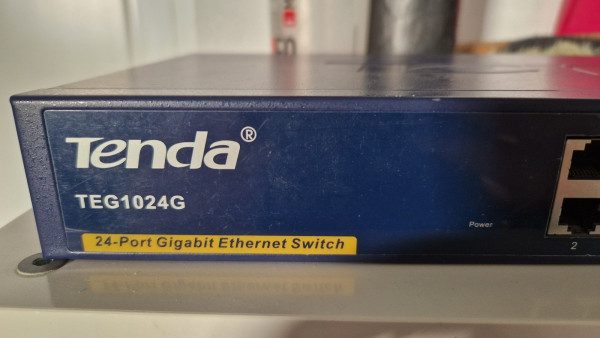 Tenda®
TEG1024G
24-Port Gigabit Ethernet Switch
Power
2